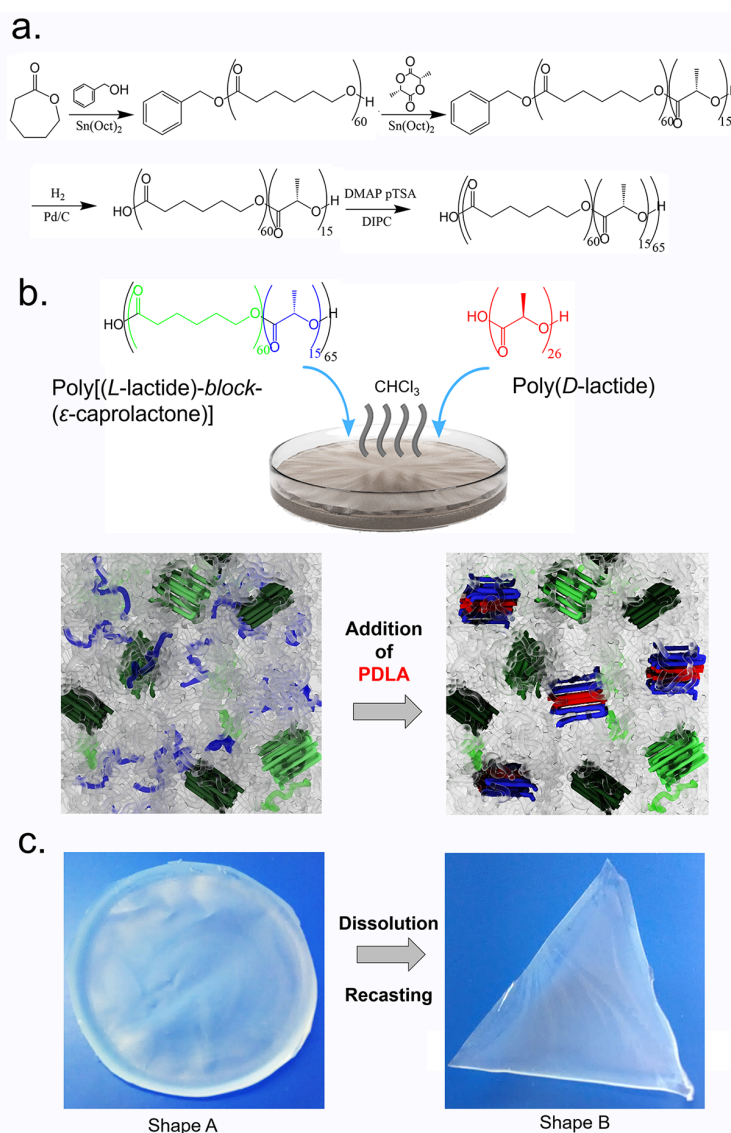 a.
O
O
OH
Sn(Oct)2
O
O
O
H
60
O
O
O
O
Sn(Oct)2
O
O
O
60
O
O
H
15
H2
Pd/C
O
HO
O
60
O
O
H
15
DMAP pTSA
DIPC
O
HO
O
60
O
O
H
15
65
b.
O
HO
O
60
O
O
H
15
65
HO
O
O
H
26
Poly[(L-lactide)-block-
(ε-caprolactone)]
CHCl3
Poly(D-lactide)
Addition
of
PDLA
c.
Dissolution
Recasting
Shape A
Shape B